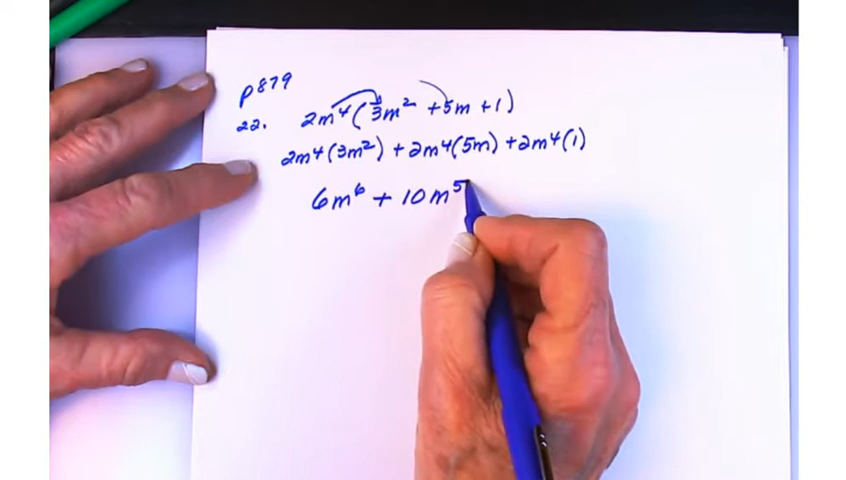 p879
22. 2m⁴(3m² +5m +1)
2m⁴(3m²) + 2m⁴(5m) + 2m⁴(1)
6m⁶ + 10m⁵